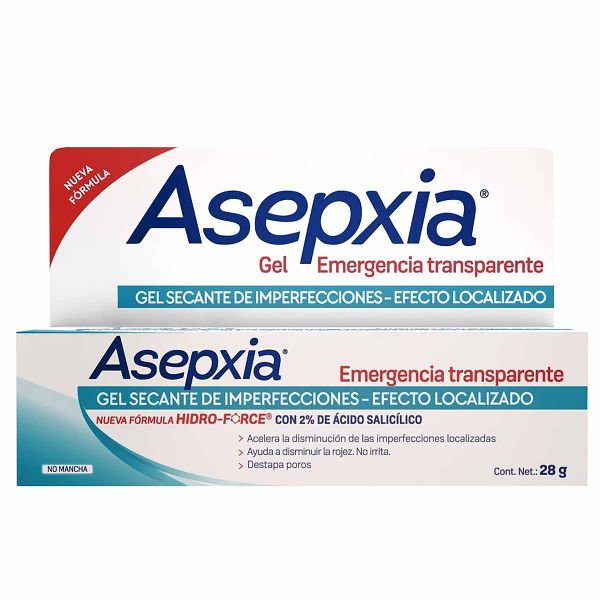 NUEVA
FÓRMULA
Asepxia®
Gel Emergencia transparente
GEL SECANTE DE IMPERFECCIONES - EFECTO LOCALIZADO
Asepxia®
Emergencia transparente
GEL SECANTE DE IMPERFECCIONES - EFECTO LOCALIZADO
NUEVA FÓRMULA HIDRO-FORCE® CON 2% DE ÁCIDO SALICÍLICO
> Acelera la disminución de las imperfecciones localizadas
> Ayuda a disminuir la rojez. No irrita.
> Destapa poros
NO MANCHA
Cont. Net.: 28 g